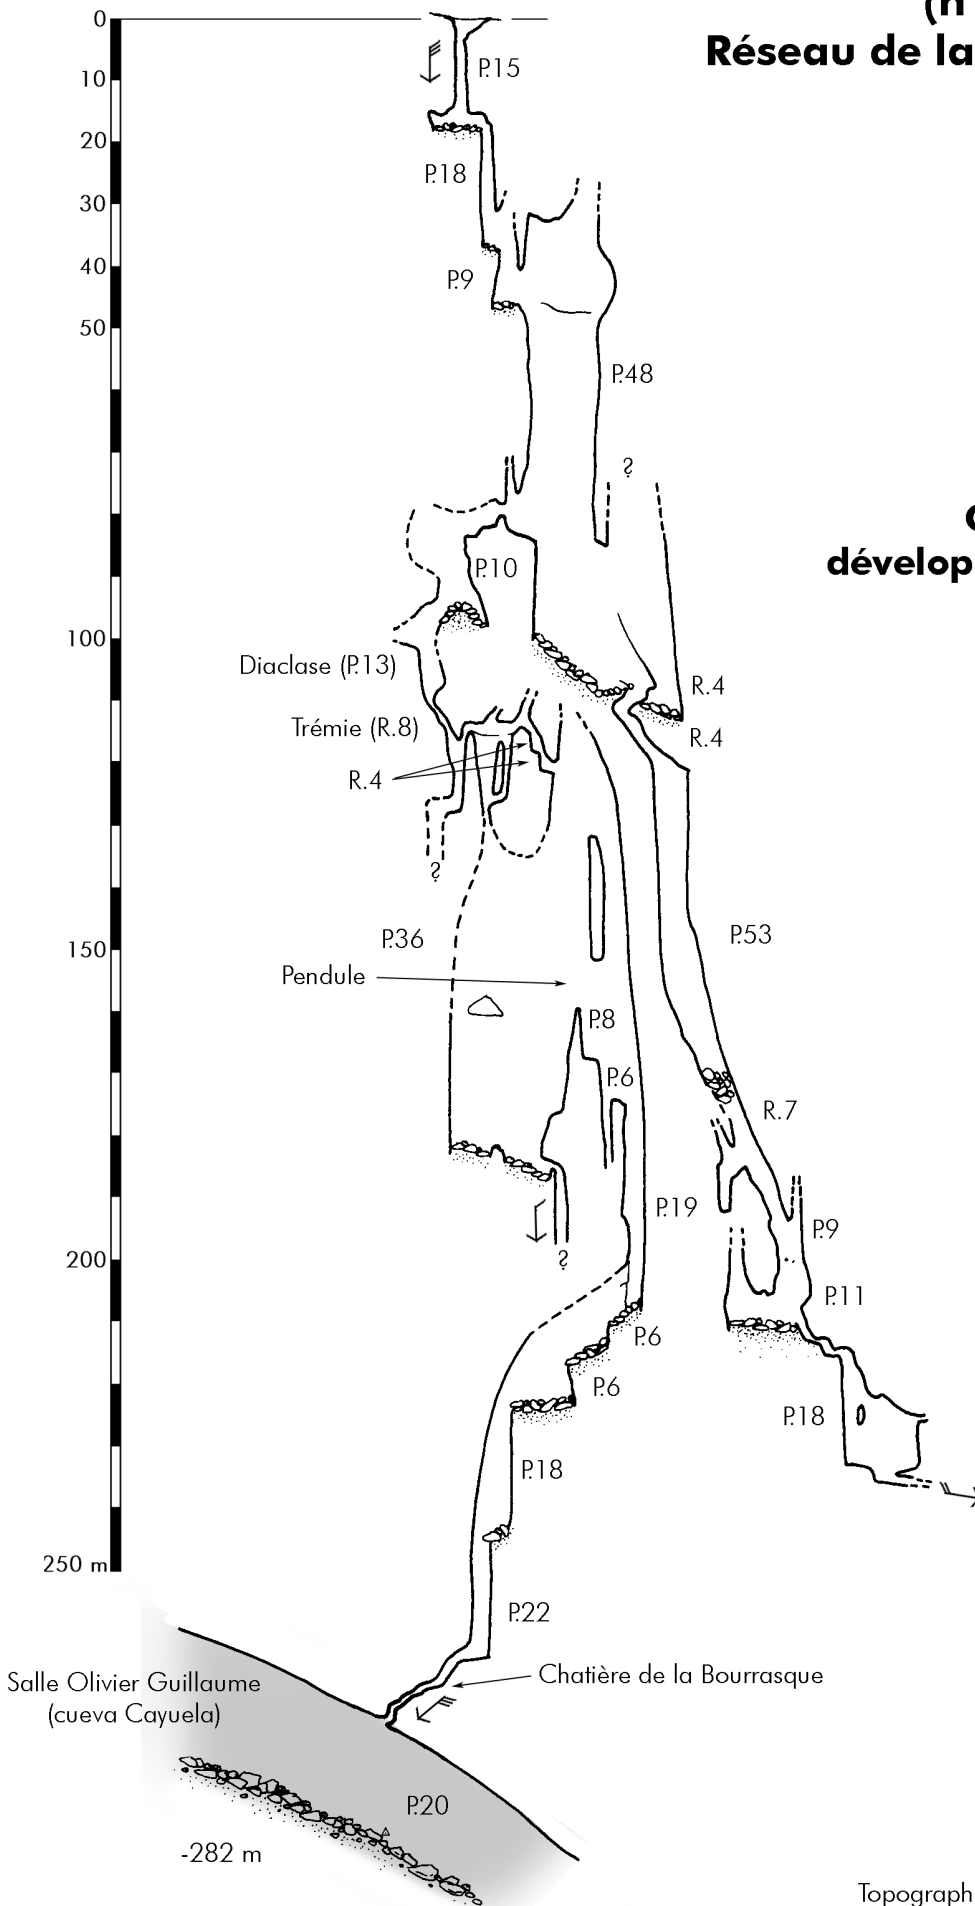 (n
Réseau de la
0
10
20
30
40
50
100
150
200
250 m
P.15
P.18
P.9
P.48
?
P.10
Diaclase (P.13)
R.4
Trémie (R.8)
R.4
R.4
?
dévelop
P.36
P.53
Pendule
P.8
P.6
R.7
P.19
P.9
?
P.11
P.6
P.6
P.18
P.18
P.22
Chatière de la Bourrasque
Salle Olivier Guillaume
(cueva Cayuela)
P.20
-282 m
Topograph